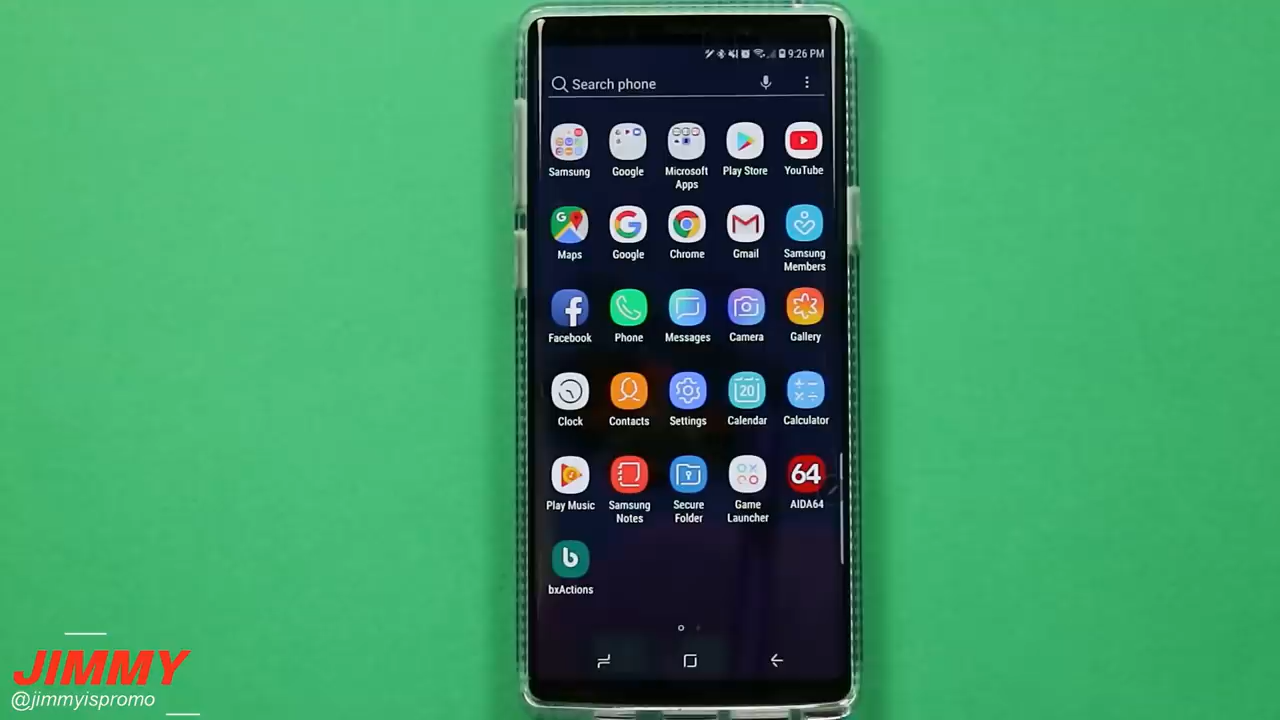 9:26 PM
Search phone
Samsung
Google
Microsoft
Apps
Play Store
YouTube
Maps
Google
Chrome
Gmail
Samsung
Members
Facebook
Phone
Messages
Camera
Gallery
Clock
Contacts
Settings
20
Calendar
Calculator
Play Music
Samsung
Notes
Secure
Folder
Game
Launcher
64
AIDA64
b
bxActions
JIMMY
@jimmyispromo